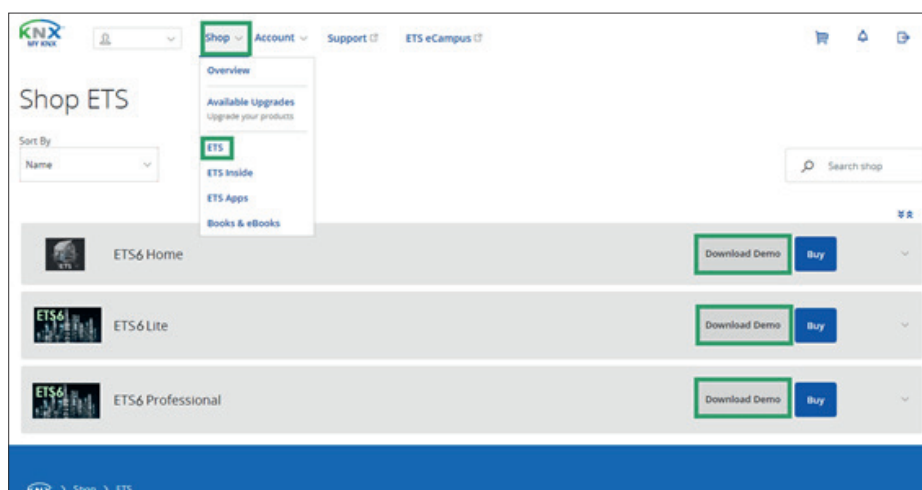 KNX
MY KNX
Shop Account Support ETS eCampus
Overview
Available Upgrades
Upgrade your products
ETS
ETS Inside
ETS Apps
Books & eBooks
Shop ETS
Sort By
Name
Search shop
ETS
ETS6 Home
Download Demo
Buy
ETS6
ETS6 Lite
Download Demo
Buy
ETS6
ETS6 Professional
Download Demo
Buy
KNX > Shop > ETS